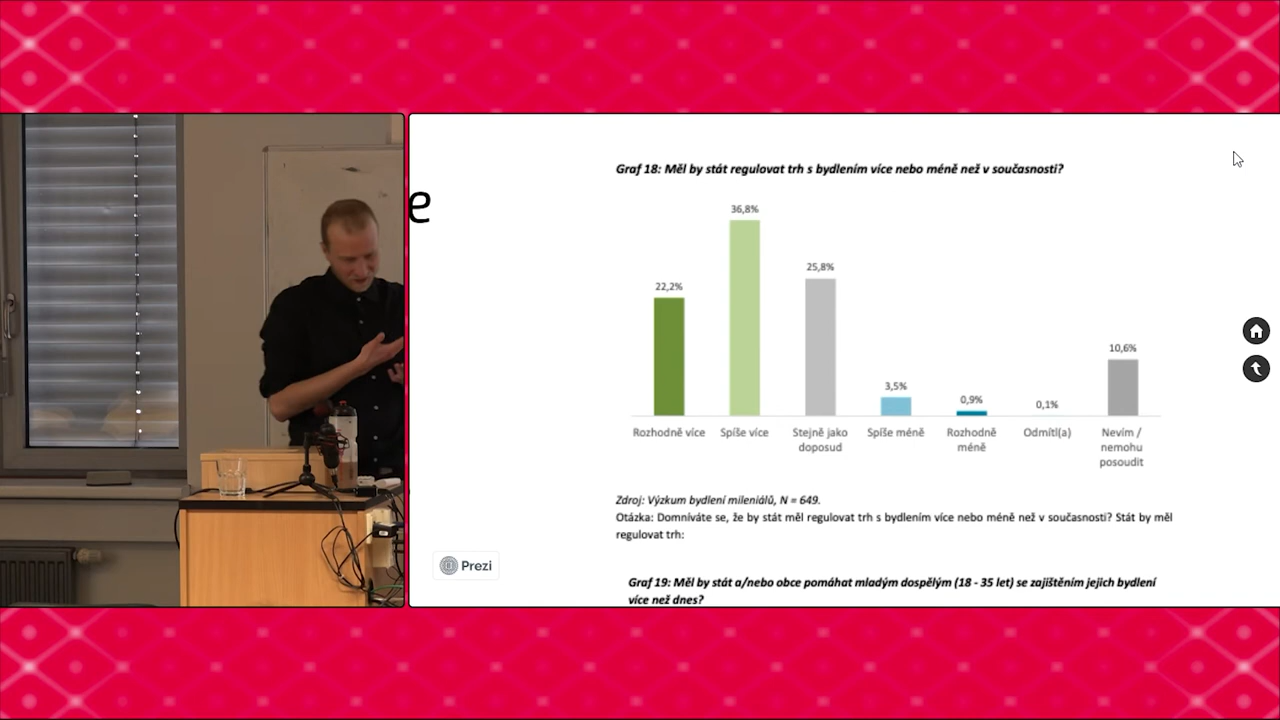 e
Graf 18: Měl by stát regulovat trh s bydlením více nebo méně než v současnosti?
36,8%
25,8%
22,2%
10,6%
3,5%
0,9%
0,1%
Rozhodně více
Spíše více
Stejně jako
doposud
Spíše méně
Rozhodně
méně
Odmítl(a)
Nevím /
nemohu
posoudit
Zdroj: Výzkum bydlení mileniálů, N = 649.
Otázka: Domníváte se, že by stát měl regulovat trh s bydlením více nebo méně než v současnosti? Stát by měl
regulovat trh:
Prezi
Graf 19: Měl by stát a/nebo obce pomáhat mladým dospělým (18 - 35 let) se zajištěním jejich bydlení
více než dnes?